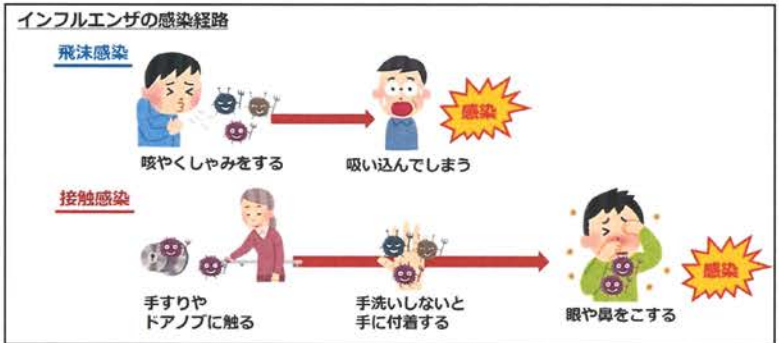 インフルエンザの感染経路
飛沫感染
感染
咳やくしゃみをする
吸い込んでしまう
接触感染
感染
手すりや
ドアノブに触る
手洗いしないと
手に付着する
眼や鼻をこする